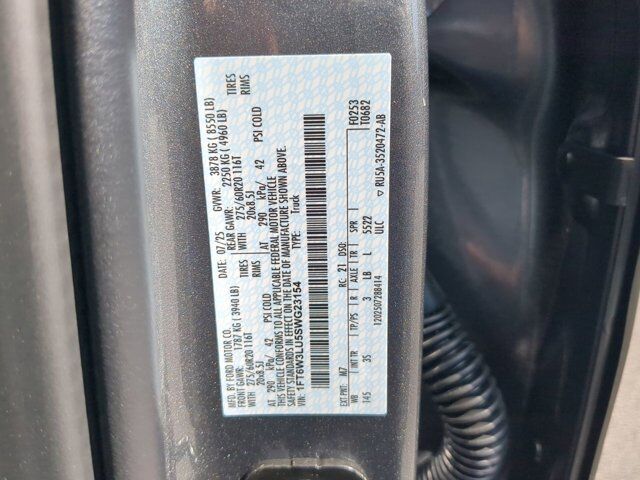 MFD. BY FORD MOTOR CO.
DATE: 07/25 GVWR: 3878 KG ( 8550 LB)
FRONT GAWR: 1787 KG ( 3940 LB) REAR GAWR: 2250 KG ( 4960 LB)
WITH 275/60R20 116T TIRES WITH 275/60R20 116T TIRES
20x8.5J RIMS 20x8.5J RIMS
AT 290 kPa/ 42 PSI COLD AT 290 kPa/ 42 PSI COLD
THIS VEHICLE CONFORMS TO ALL APPLICABLE FEDERAL MOTOR VEHICLE
SAFETY STANDARDS IN EFFECT ON THE DATE OF MANUFACTURE SHOWN ABOVE.
VIN: 1FT6W3LU5SWG23154 TYPE: Truck
F0253
T0682
EXT PNT: M7 RC: 21 DSO:
WB INT TR TP/PS R AXLE TR SPR
145 35 3 LB L 5522
ULC
1202507288414 RU5A-3520472-AB